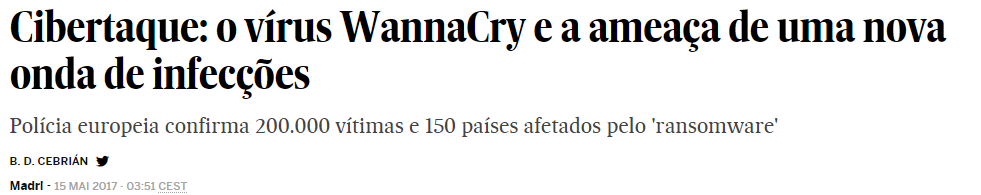 Cibertaque: o vírus WannaCry e a ameaça de uma nova
onda de infecções
Polícia europeia confirma 200.000 vítimas e 150 países afetados pelo 'ransomware'
B. D. CEBRIÁN
Madri - 15 MAI 2017 - 03:51 CEST